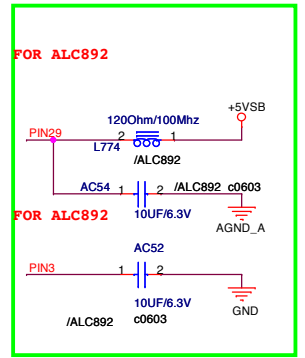 FOR ALC892
+5VSB
120Ohm/100Mhz
PIN29
2
1
L774
/ALC892
AC54
1
2
/ALC892 c0603
FOR ALC892
10UF/6.3V
AGND_A
AC52
PIN3
1
2
10UF/6.3V
GND
/ALC892
c0603